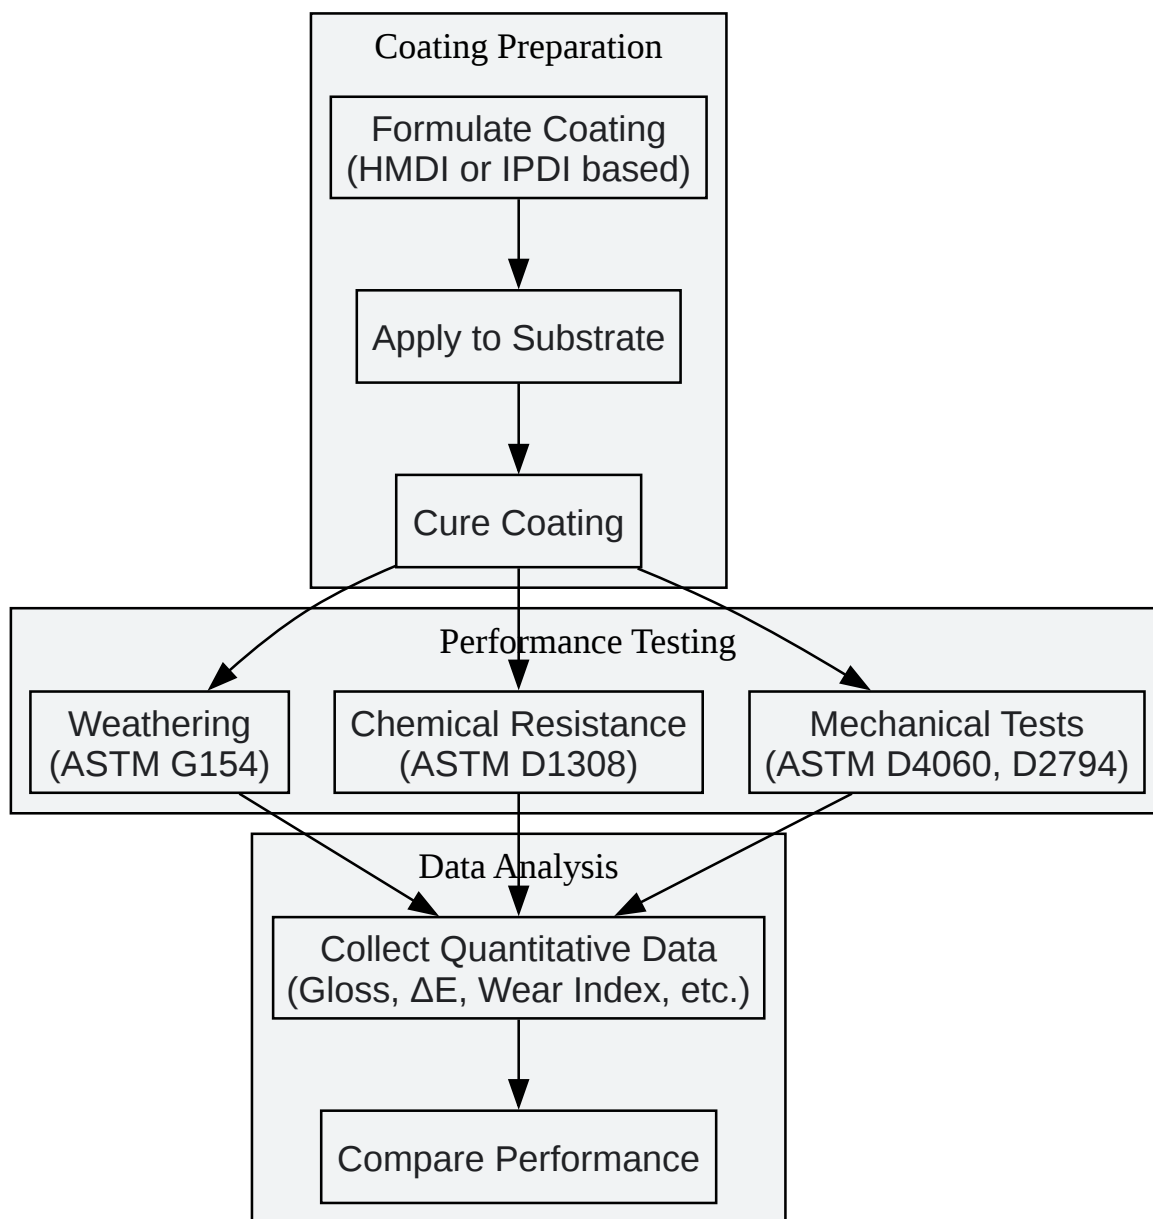 Coating Preparation
Formulate Coating
(HMDI or IPDI based)
Apply to Substrate
Cure Coating
Performance Testing
Weathering
(ASTM G154)
Chemical Resistance
(ASTM D1308)
Mechanical Tests
(ASTM D4060, D2794)
Data Analysis
Collect Quantitative Data
(Gloss, ΔE, Wear Index, etc.)
Compare Performance